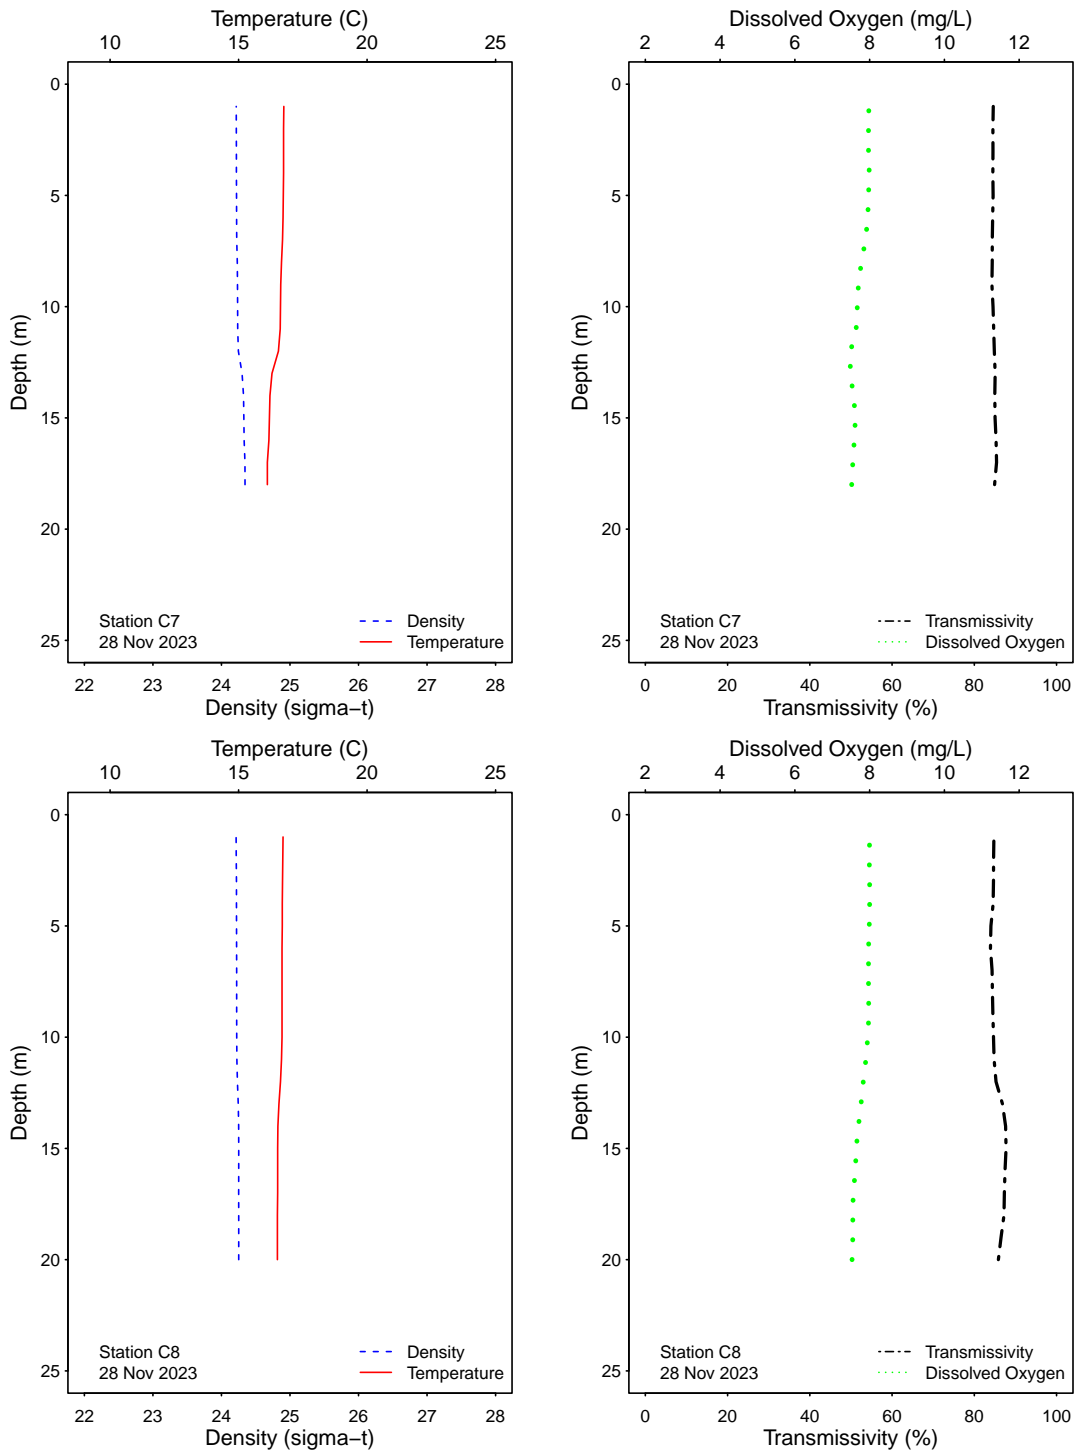 Temperature (C)
10 15 20 25
0
5
10
15
20
25
Depth (m)
Station C7
28 Nov 2023
Density
Temperature
22 23 24 25 26 27 28
Density (sigma−t)
Dissolved Oxygen (mg/L)
2 4 6 8 10 12
0
5
10
15
20
25
Depth (m)
Station C7
28 Nov 2023
Transmissivity
Dissolved Oxygen
0 20 40 60 80 100
Transmissivity (%)
Temperature (C)
10 15 20 25
0
5
10
15
20
25
Depth (m)
Station C8
28 Nov 2023
Density
Temperature
22 23 24 25 26 27 28
Density (sigma−t)
Dissolved Oxygen (mg/L)
2 4 6 8 10 12
0
5
10
15
20
25
Depth (m)
Station C8
28 Nov 2023
Transmissivity
Dissolved Oxygen
0 20 40 60 80 100
Transmissivity (%)